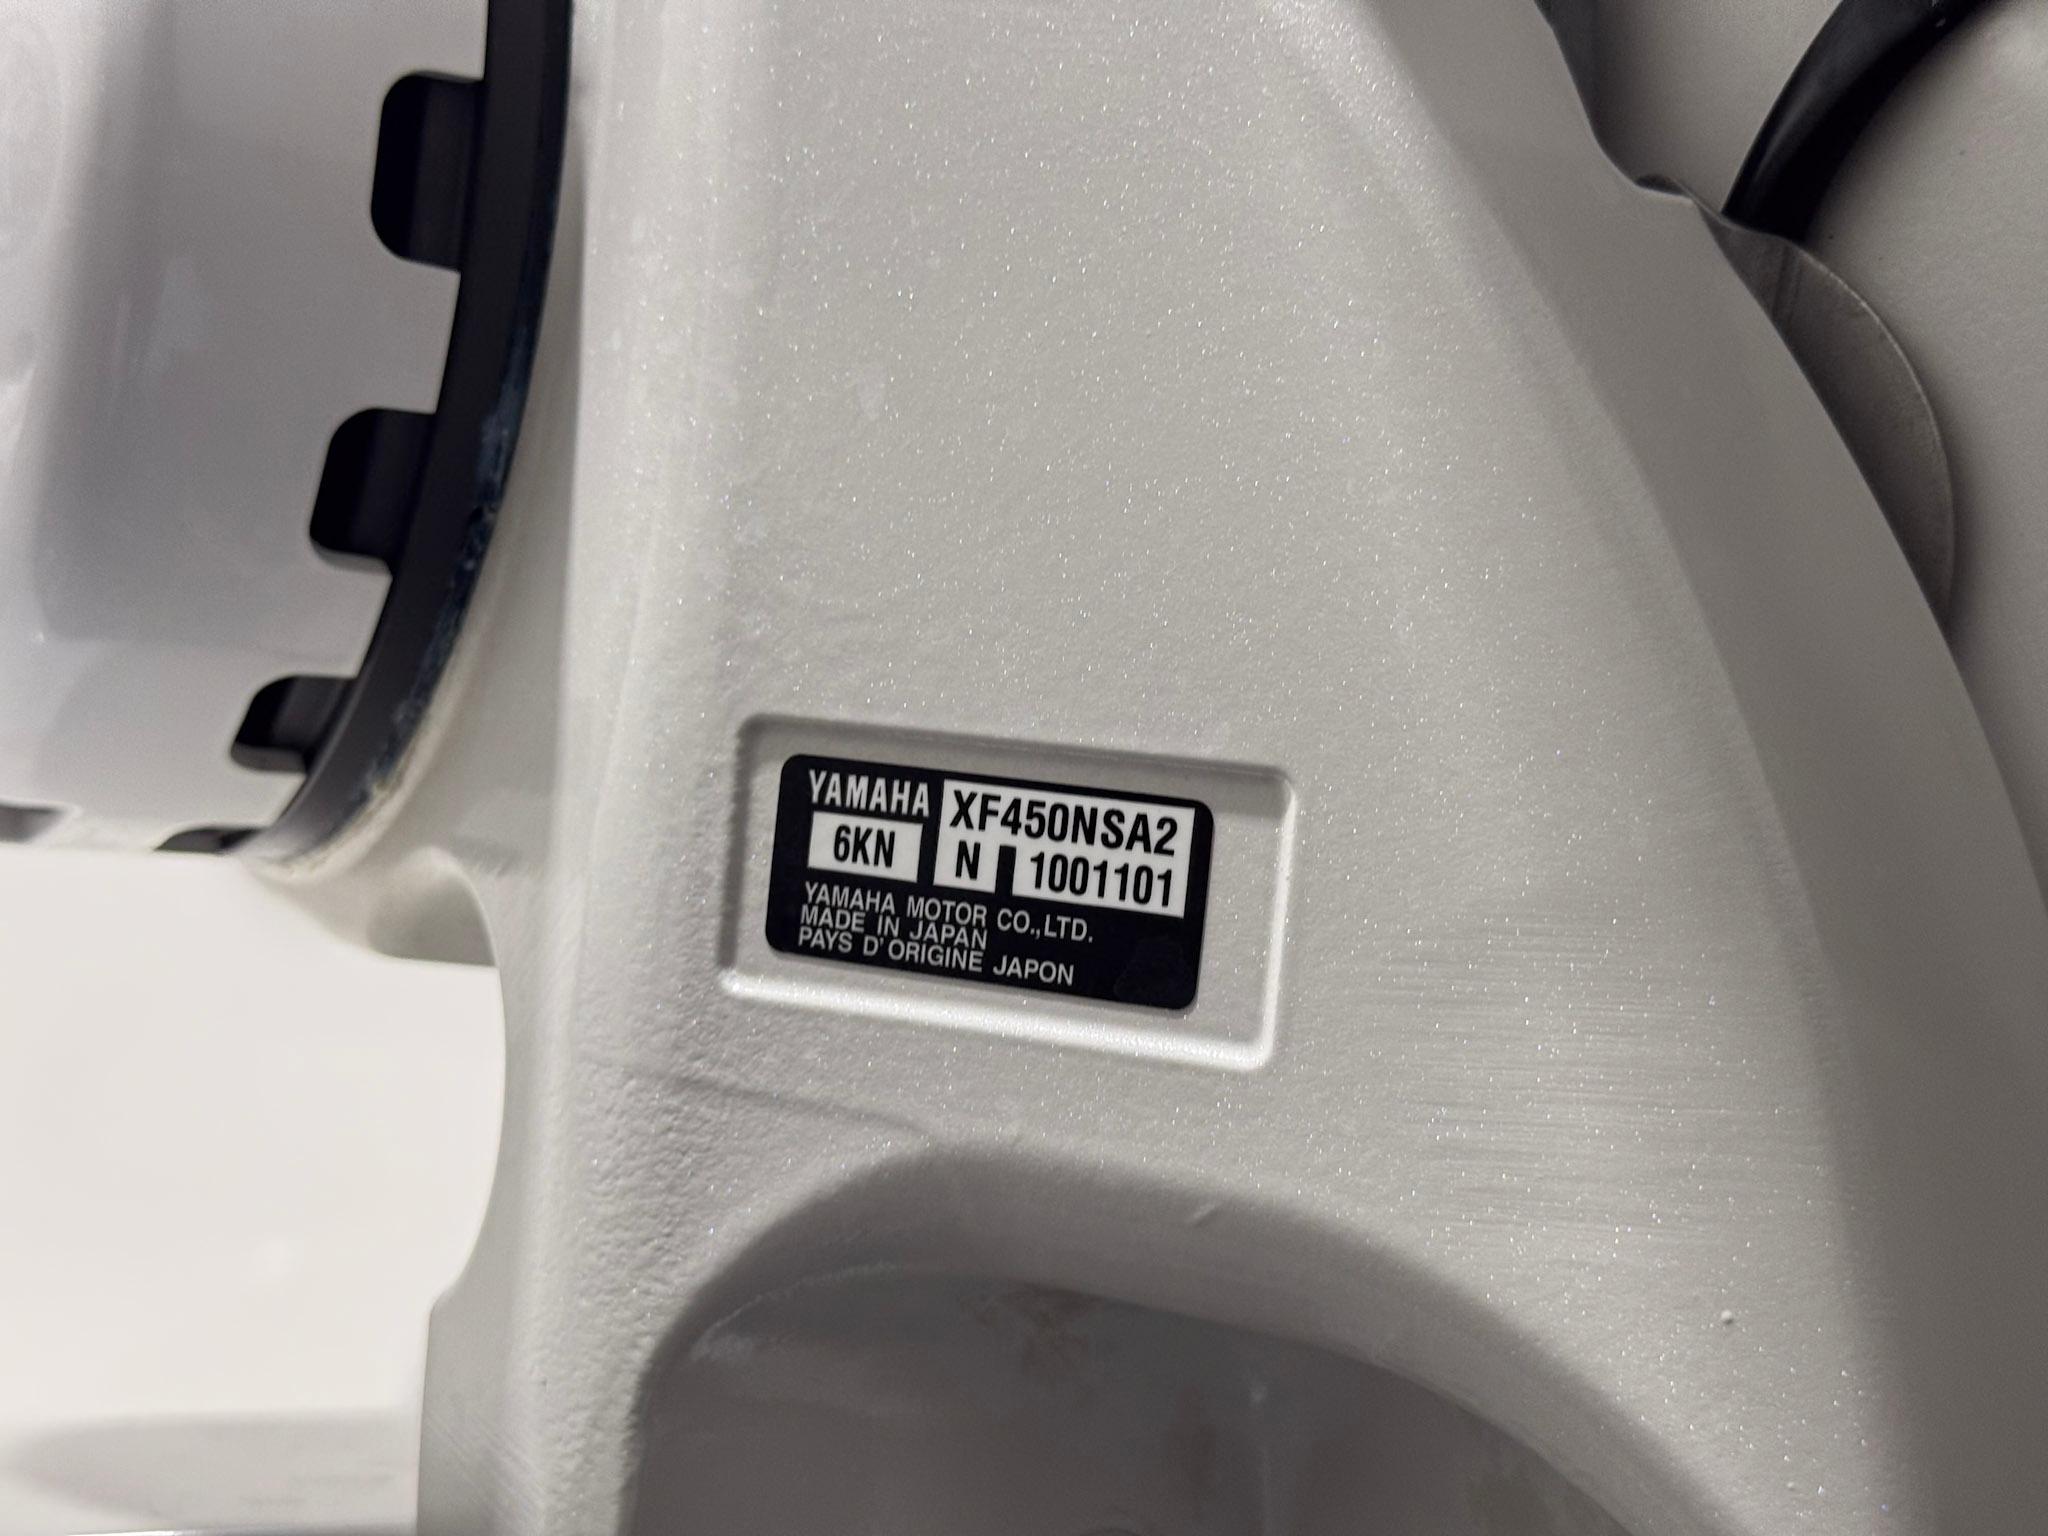 YAMAHA XF450NSA2
6KN N 1001101
YAMAHA MOTOR CO.,LTD.
MADE IN JAPAN
PAYS D'ORIGINE JAPON